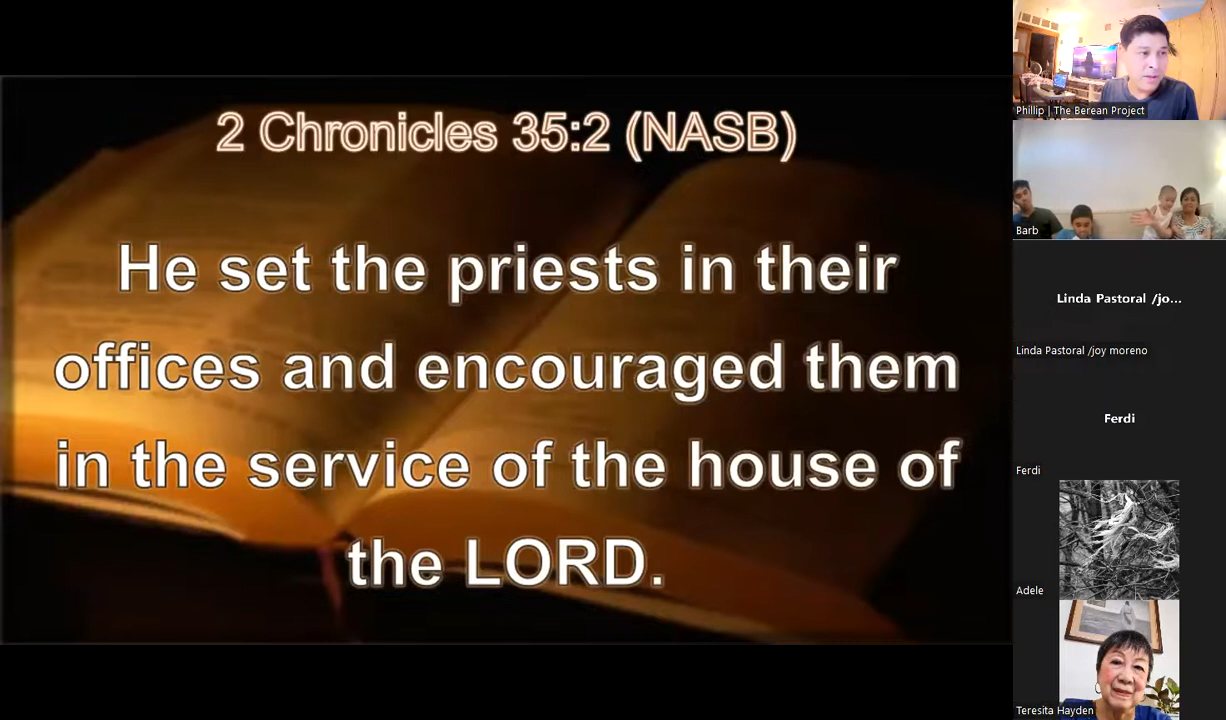 2 Chronicles 35:2 (NASB)
He set the priests in their
offices and encouraged them
in the service of the house of
the LORD.
Phillip | The Berean Project
Barb
Linda Pastoral /jo...
Linda Pastoral /joy moreno
Ferdi
Ferdi
Adele
Teresita Hayden